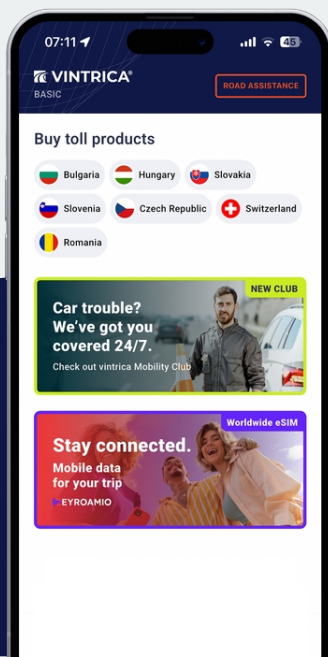 07:11
45
VINTRICA®
BASIC
ROAD ASSISTANCE
Buy toll products
Bulgaria
Hungary
Slovakia
Slovenia
Czech Republic
Switzerland
Romania
NEW CLUB
Car trouble?
We've got you
covered 24/7.
Check out vintrica Mobility Club
Worldwide eSIM
Stay connected.
Mobile data
for your trip
EYROAMIO